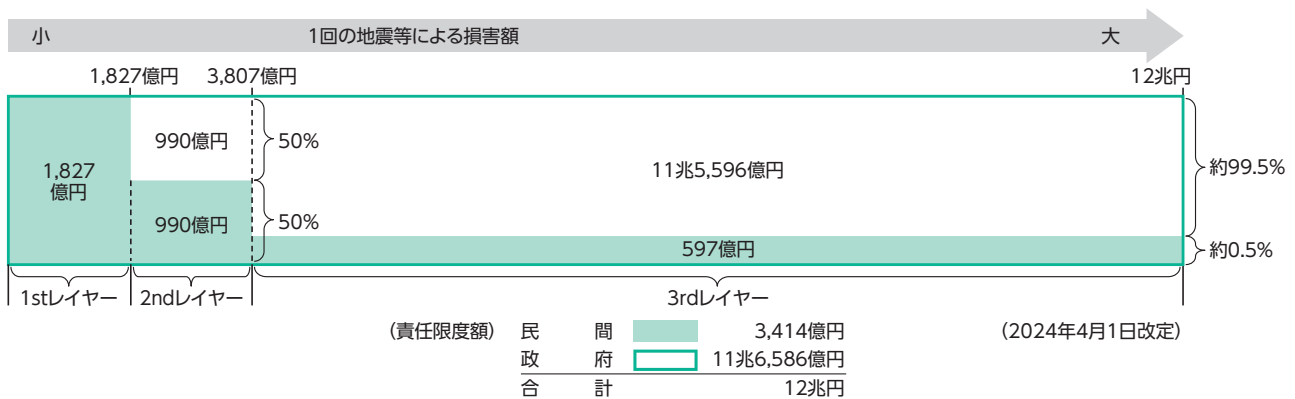 小 1回の地震等による損害額 大
1,827億円 3,807億円 12兆円
990億円 50%
1,827
億円
11兆5,596億円
約99.5%
990億円 50%
597億円
約0.5%
1stレイヤー 2ndレイヤー 3rdレイヤー
(責任限度額) 民間 3,414億円 (2024年4月1日改定)
政府 11兆6,586億円
合計 12兆円